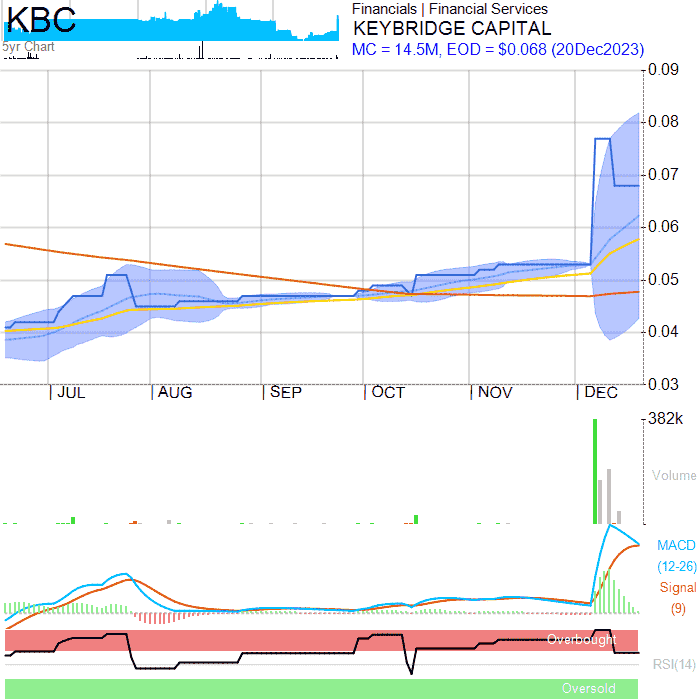 KBC
Financials | Financial Services
KEYBRIDGE CAPITAL
MC = 14.5M, EOD = $0.068 (20Dec2023)
5yr Chart
0.09
0.08
0.07
0.06
0.05
0.04
0.03
JUL AUG SEP OCT NOV DEC
382k
Volume
MACD
(12-26)
Signal
(9)
Overbought
RSI(14)
Oversold